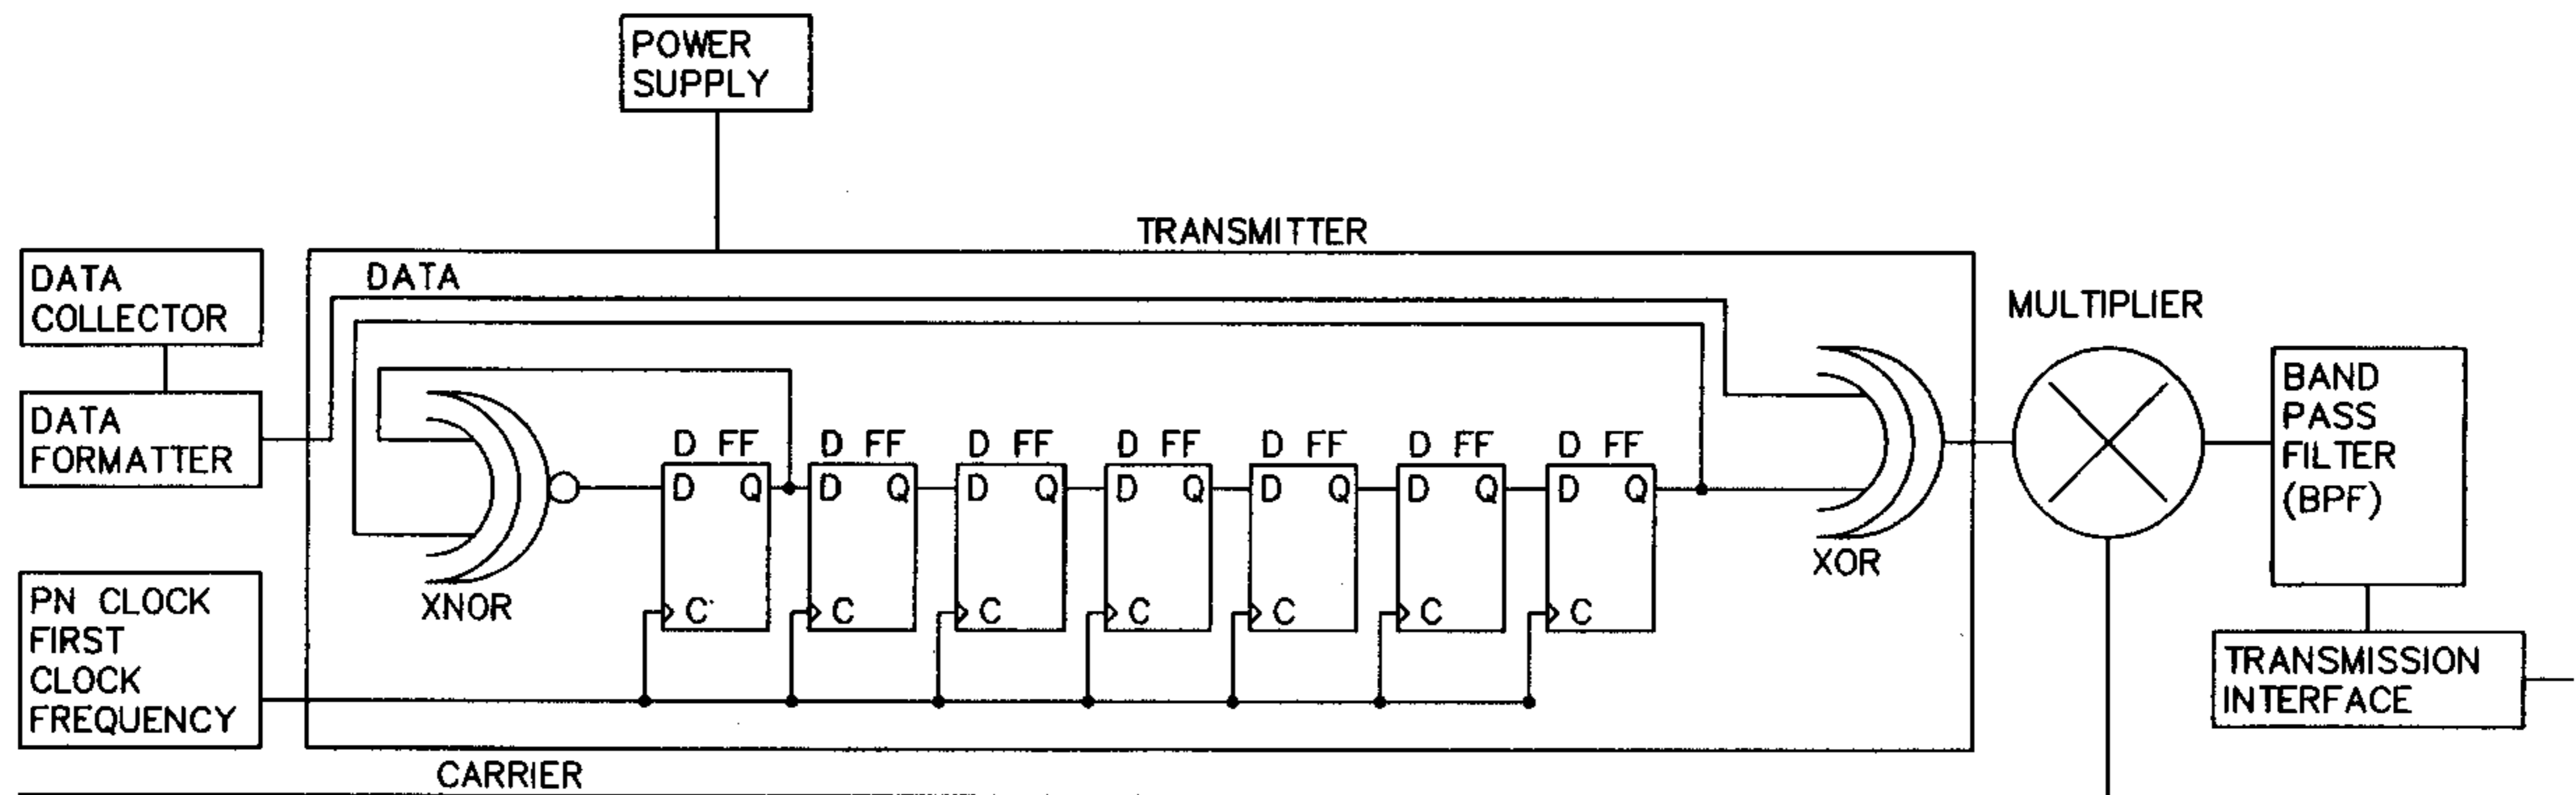 POWER
SUPPLY
TRANSMITTER
DATA
COLLECTOR
DATA
MULTIPLIER
DATA
FORMATTER
BAND
PASS
FILTER
(BPF)
D FF
D FF
D FF
D FF
D FF
D FF
D FF
D Q
D Q
D Q
D Q
D Q
D Q
D Q
C
C
C
C
C
C
C
XNOR
XOR
PN CLOCK
FIRST
CLOCK
FREQUENCY
TRANSMISSION
INTERFACE
CARRIER